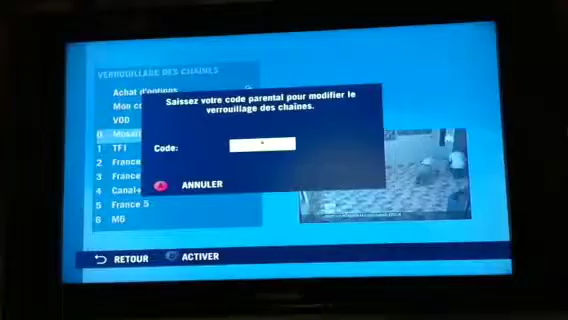 VERROUILLAGE DES CHAINES
Achat d'options
Mon
VOD
0
1 TF1
2 France
3 France
4 Canal+
5 France 5
6 M6
Saisissez votre code parental pour modifier le
verrouillage des chaînes.
Code:
A ANNULER
RETOUR ACTIVER